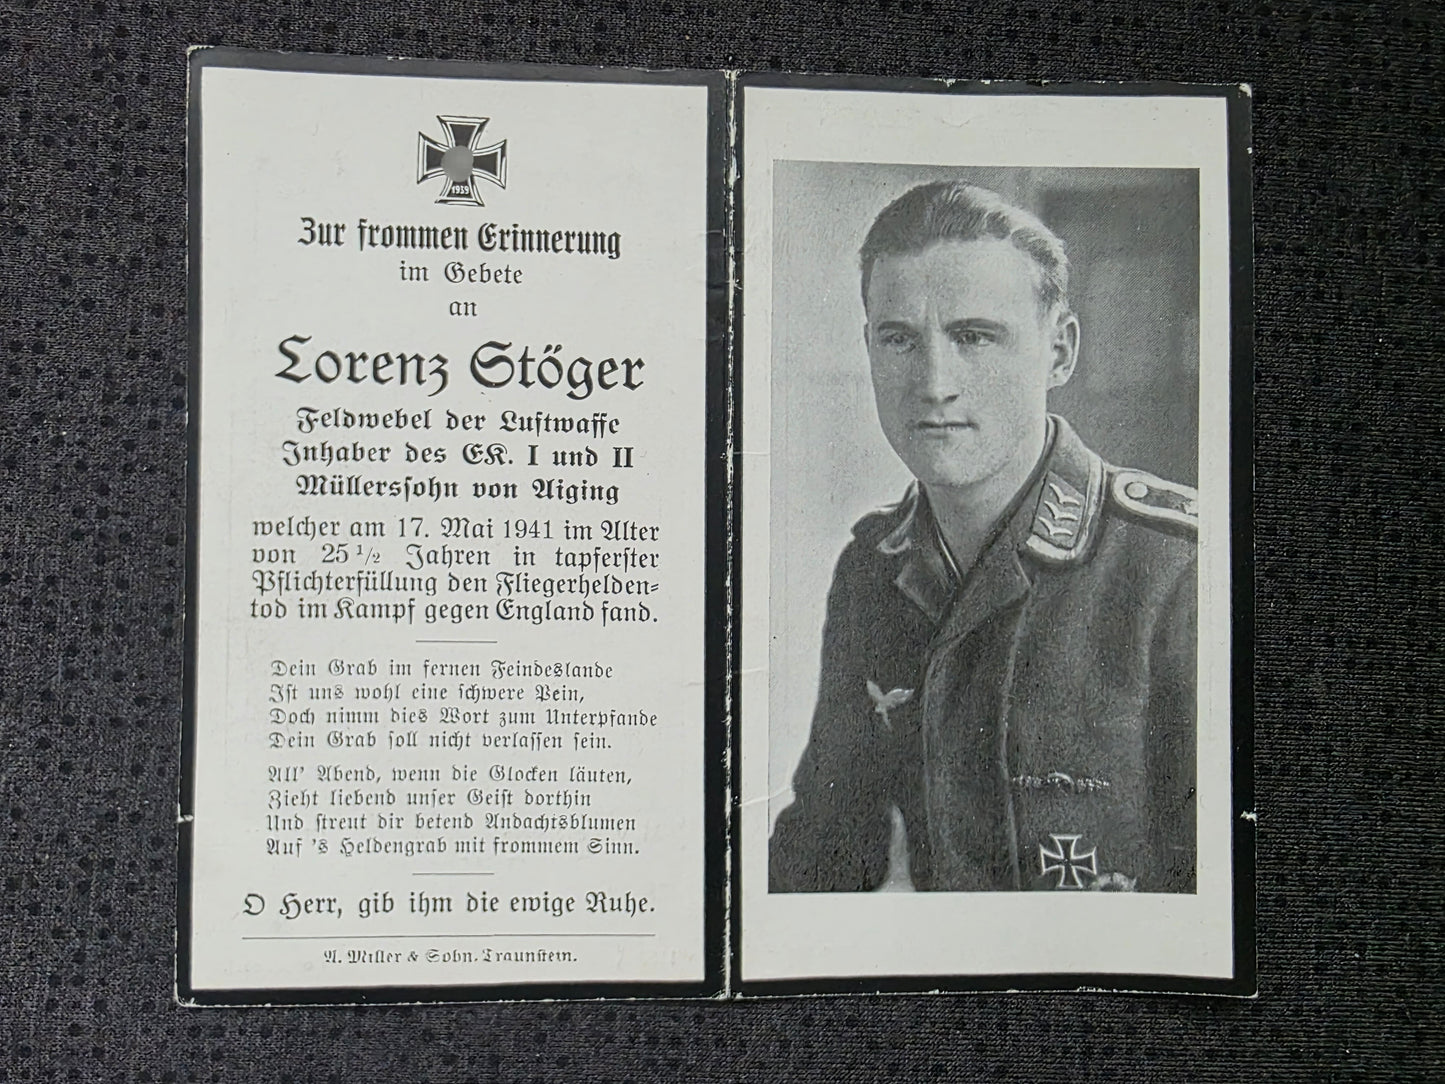 1939
Zur frommen Erinnerung
im Gebete
an
Lorenz Stöger
Feldwebel der Luftwaffe
Inhaber des EK. I und II
Müllerssohn von Aiging
welcher am 17. Mai 1941 im Alter
von 25 1/2 Jahren in tapferster
Pflichterfüllung den Fliegerhelden-
tod im Kampf gegen England fand.
Dein Grab im fernen Feindeslande
Ist uns wohl eine schwere Pein,
Doch nimm dies Wort zum Unterpfande
Dein Grab soll nicht verlassen sein.
All' Abend, wenn die Glocken läuten,
Zieht liebend unser Geist dorthin
Und streut dir betend Andachtsblumen
Auf 's Heldengrab mit frommem Sinn.
O Herr, gib ihm die ewige Ruhe.
A. Miller & Sohn, Traunstein.